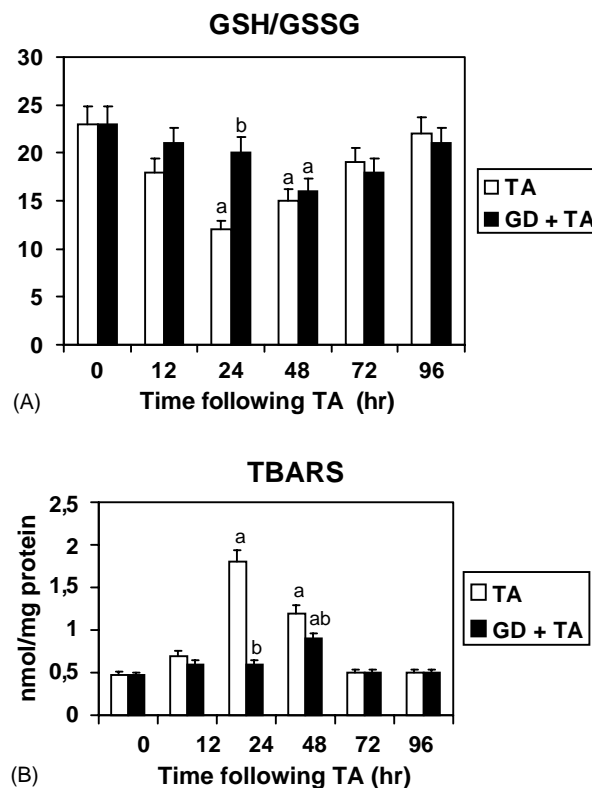 GSH/GSSG
30
25
20
15
10
5
0
b
a
a a
0 12 24 48 72 96
Time following TA (hr)
TA
GD + TA
(A)
TBARS
nmol/mg protein
1,5
2
1,5
1
0,5
0
a
b
a
ab
0 12 24 48 72 96
Time following TA (hr)
TA
GD + TA
(B)